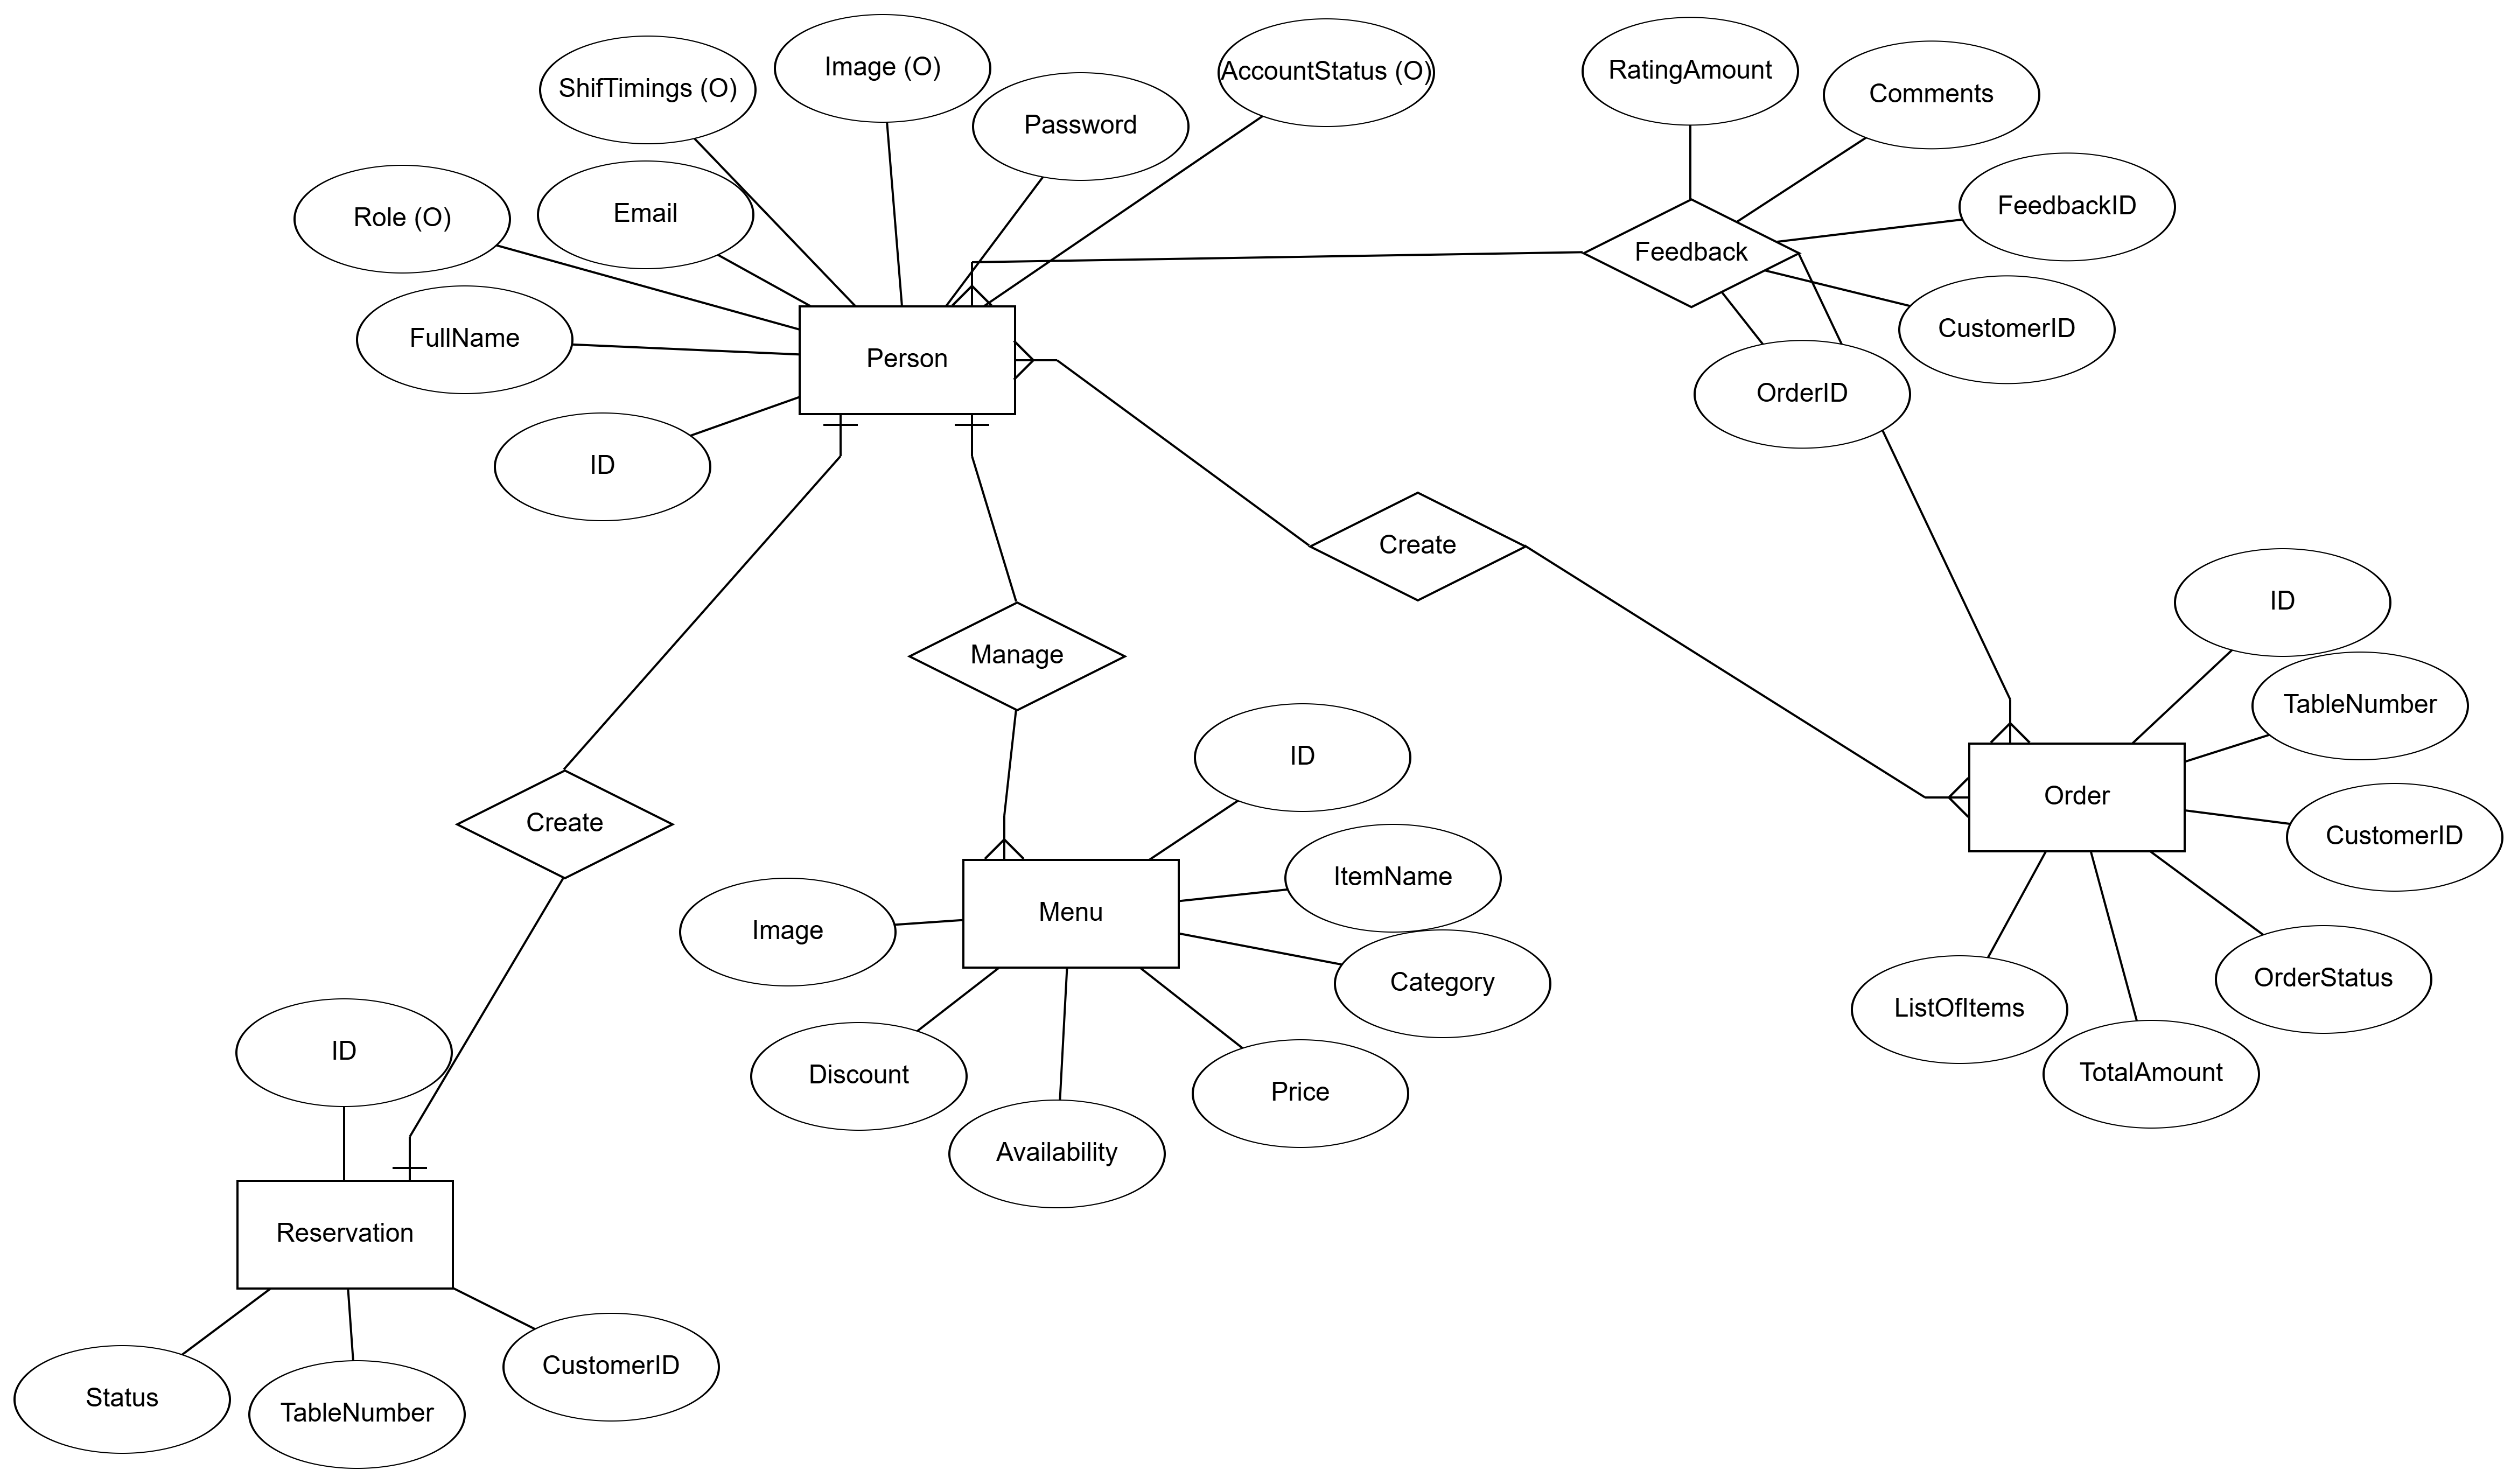 Image (O)
RatingAmount
AccountStatus (O)
ShifTimings (O)
Comments
Password
FeedbackID
Email
Role (O)
Feedback
CustomerID
FullName
Person
OrderID
ID
Create
ID
Manage
TableNumber
ID
Order
Create
CustomerID
ItemName
Menu
Image
OrderStatus
Category
ListOfItems
ID
TotalAmount
Discount
Price
Availability
Reservation
CustomerID
Status
TableNumber